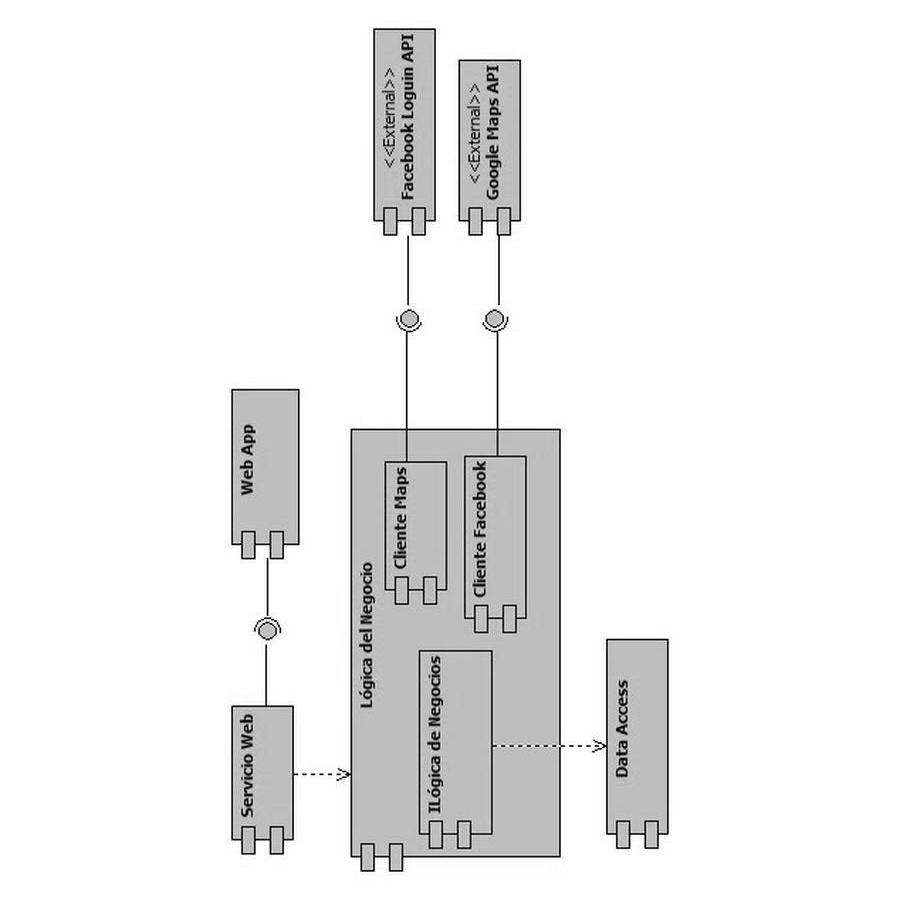 Servicio Web
Web App
Lógica del Negocio
ILógica de Negocios
Cliente Maps
Cliente Facebook
<<External>>
Facebook Loguin API
<<External>>
Google Maps API
Data Access